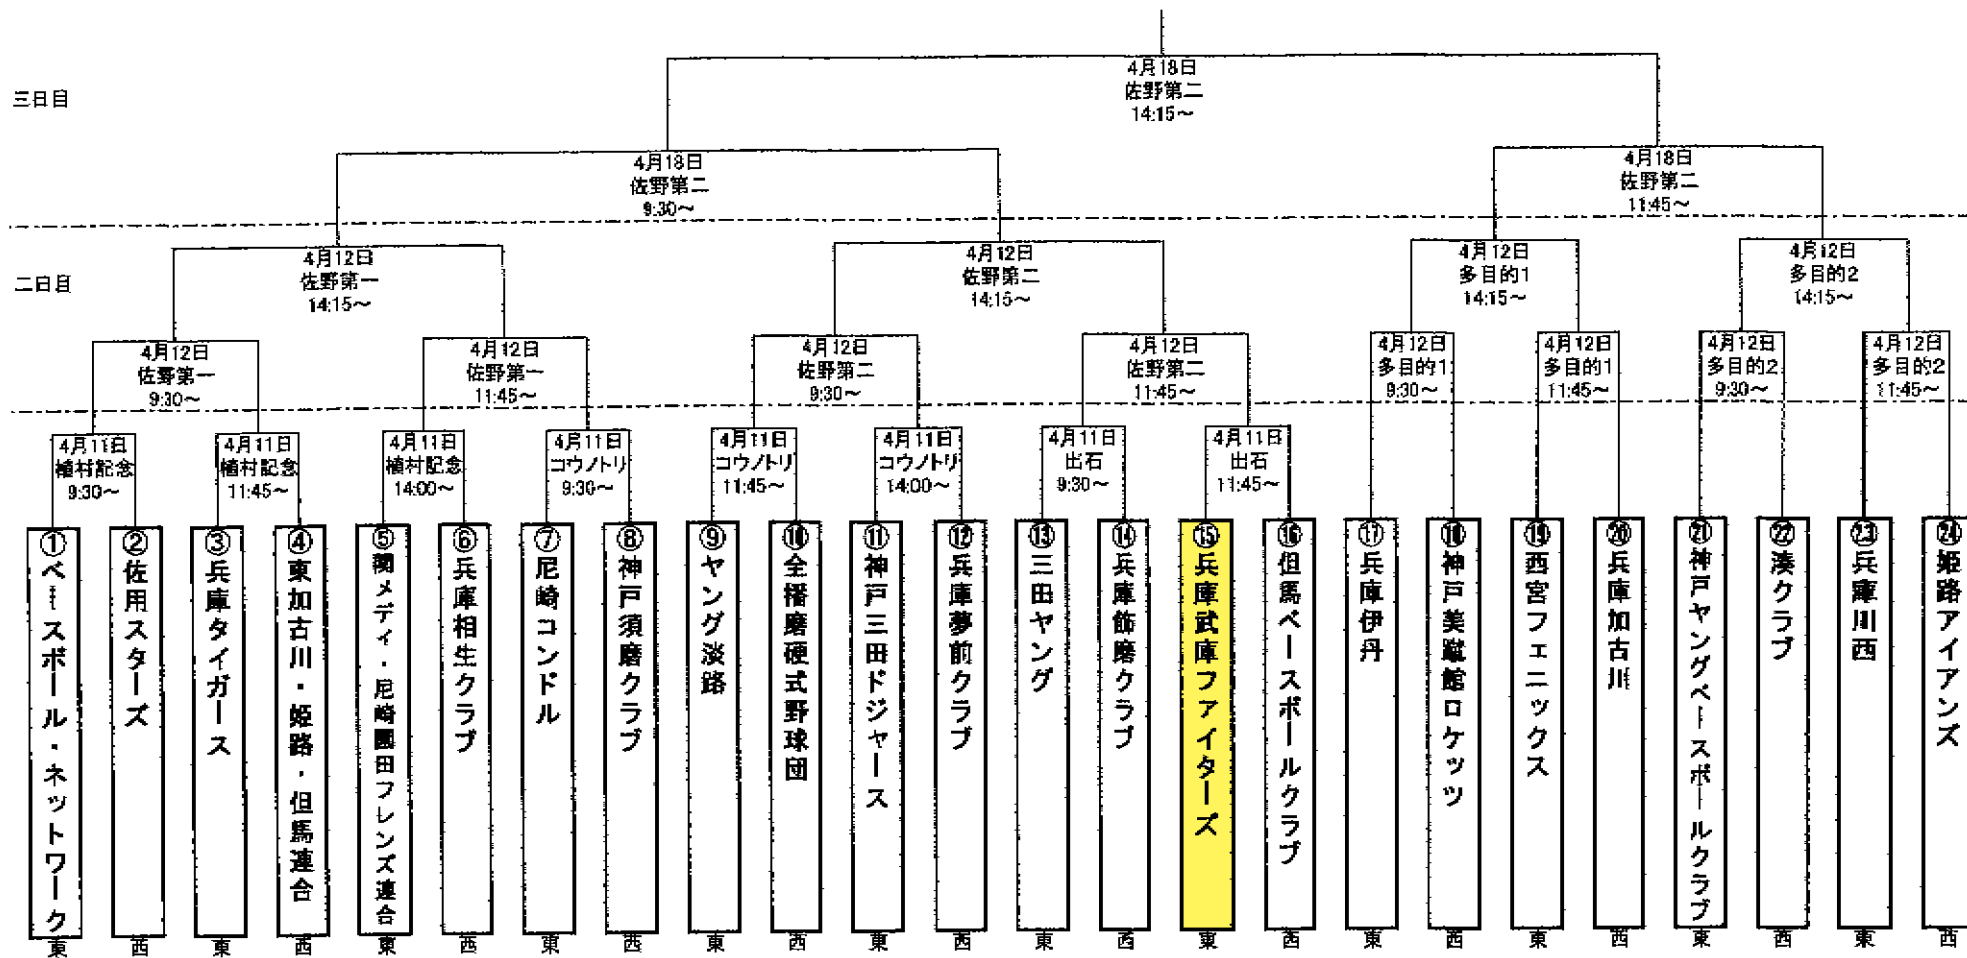 4月18日
佐野第二
14:15～
三日目
4月18日
佐野第二
9:30～
4月18日
佐野第二
11:45～
二日目
4月12日
佐野第一
14:15～
4月12日
佐野第二
14:15～
4月12日
多目的1
14:15～
4月12日
多目的2
14:15～
4月12日
佐野第一
9:30～
4月12日
佐野第一
11:45～
4月12日
佐野第二
9:30～
4月12日
佐野第二
11:45～
4月12日
多目的1
9:30～
4月12日
多目的1
11:45～
4月12日
多目的2
9:30～
4月12日
多目的2
11:45～
4月11日
植村記念
9:30～
4月11日
植村記念
11:45～
4月11日
植村記念
14:00～
4月11日
コウノトリ
9:30～
4月11日
コウノトリ
11:45～
4月11日
コウノトリ
14:00～
4月11日
出石
9:30～
4月11日
出石
11:45～
①ベースボール・ネットワーク
東
②佐用スターズ
西
③兵庫タイガース
東
④東加古川・姫路・但馬連合
西
⑤関メディ・尼崎園田フレンズ連合
東
⑥兵庫相生クラブ
西
⑦尼崎コンドル
東
⑧神戸須磨クラブ
西
⑨ヤング淡路
東
⑩全播磨硬式野球団
西
⑪神戸三田ドジャース
東
⑫兵庫夢前クラブ
西
⑬三田ヤング
東
⑭兵庫飾磨クラブ
西
⑮兵庫武庫ファイターズ
東
⑯但馬ベースボールクラブ
西
⑰兵庫伊丹
東
⑱神戸美蹴館ロケッツ
西
⑲西宮フェニックス
東
⑳兵庫加古川
西
㉑神戸ヤングベースボールクラブ
東
㉒湊クラブ
西
㉓兵庫川西
東
㉔姫路アイアンズ
西